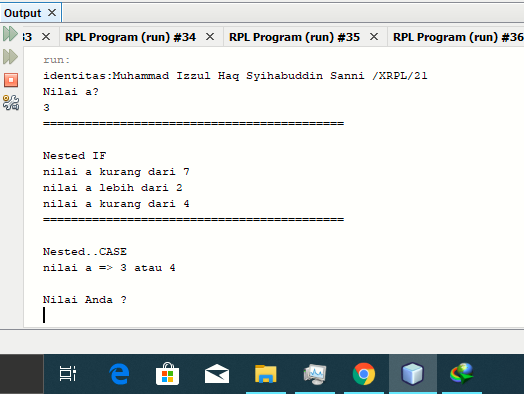 Output
33 RPL Program (run) #34 RPL Program (run) #35 RPL Program (run) #36
run:
identitas:Muhammad Izzul Haq Syihabuddin Sanni /XRPL/21
Nilai a?
3
===========================================

Nested IF
nilai a kurang dari 7
nilai a lebih dari 2
nilai a kurang dari 4
===========================================

Nested..CASE
nilai a => 3 atau 4

Nilai Anda ?